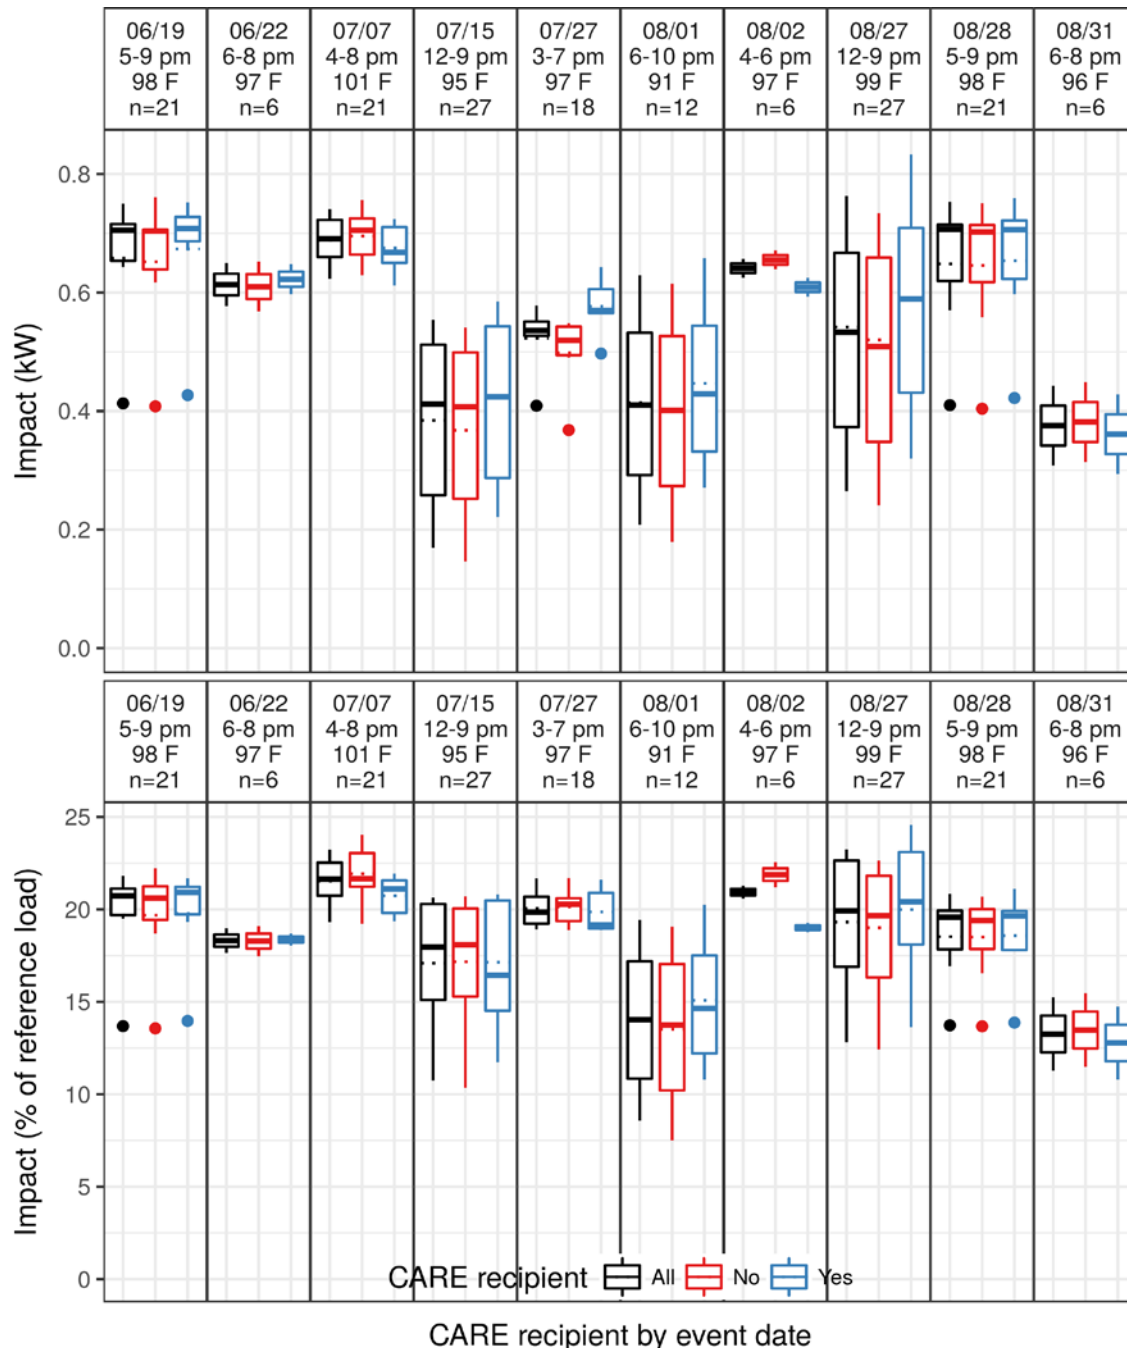 06/19 06/22 07/07 07/15 07/27 08/01 08/02 08/27 08/28 08/31
5-9 pm 6-8 pm 4-8 pm 12-9 pm 3-7 pm 6-10 pm 4-6 pm 12-9 pm 5-9 pm 6-8 pm
98 F 97 F 101 F 95 F 97 F 91 F 97 F 99 F 98 F 96 F
n=21 n=6 n=21 n=27 n=18 n=12 n=6 n=27 n=21 n=6
Impact (kW)
0.8
0.6
0.4
0.2
0.0
06/19 06/22 07/07 07/15 07/27 08/01 08/02 08/27 08/28 08/31
5-9 pm 6-8 pm 4-8 pm 12-9 pm 3-7 pm 6-10 pm 4-6 pm 12-9 pm 5-9 pm 6-8 pm
98 F 97 F 101 F 95 F 97 F 91 F 97 F 99 F 98 F 96 F
n=21 n=6 n=21 n=27 n=18 n=12 n=6 n=27 n=21 n=6
Impact (% of reference load)
25
20
15
10
5
0
CARE recipient All No Yes
CARE recipient by event date